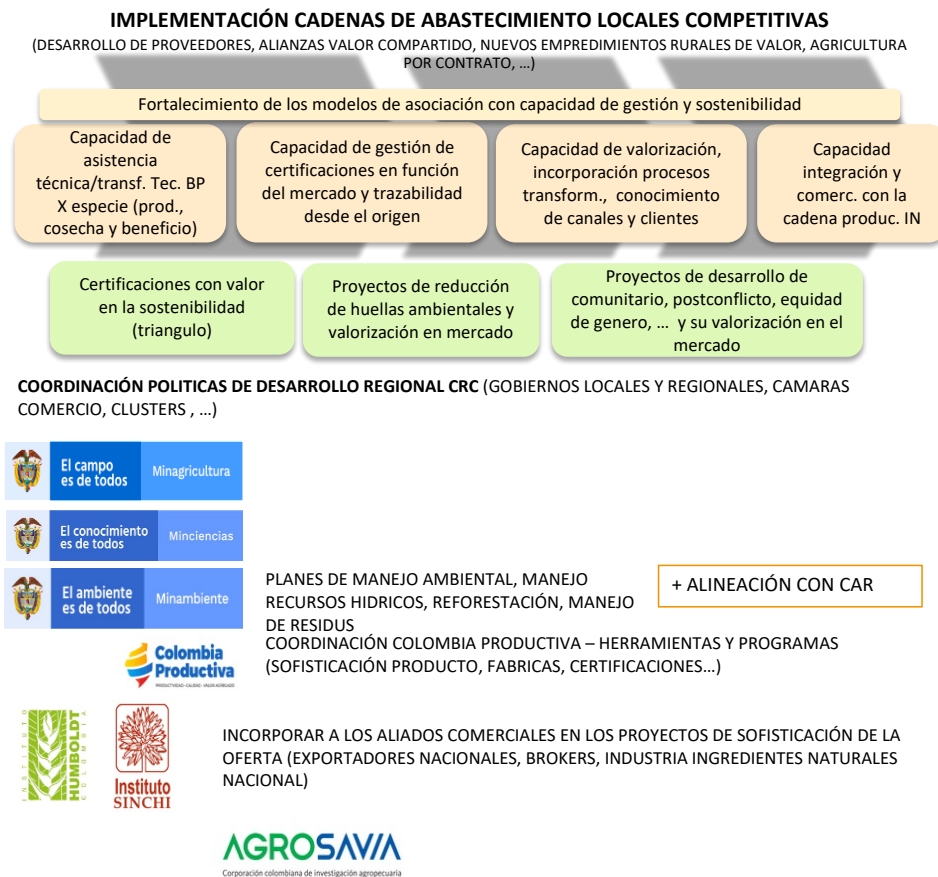 IMPLEMENTACIÓN CADENAS DE ABASTECIMIENTO LOCALES COMPETITIVAS
(DESARROLLO DE PROVEEDORES, ALIANZAS VALOR COMPARTIDO, NUEVOS EMPREDIMIENTOS RURALES DE VALOR, AGRICULTURA
POR CONTRATO, ...)
Fortalecimiento de los modelos de asociación con capacidad de gestión y sostenibilidad
Capacidad de
asistencia
técnica/transf. Tec. BP
X especie (prod.,
cosecha y beneficio)
Capacidad de gestión de
certificaciones en función
del mercado y trazabilidad
desde el origen
Capacidad de valorización,
incorporación procesos
transform., conocimiento
de canales y clientes
Capacidad
integración y
comerc. con la
cadena produc. IN
Certificaciones con valor
en la sostenibilidad
(triangulo)
Proyectos de reducción
de huellas ambientales y
valorización en mercado
Proyectos de desarrollo de
comunitario, postconflicto, equidad
de genero, ... y su valorización en el
mercado
COORDINACIÓN POLITICAS DE DESARROLLO REGIONAL CRC (GOBIERNOS LOCALES Y REGIONALES, CAMARAS
COMERCIO, CLUSTERS , ...)
El campo
es de todos
Minagricultura
El conocimiento
es de todos
Minciencias
El ambiente
es de todos
Minambiente
PLANES DE MANEJO AMBIENTAL, MANEJO
RECURSOS HIDRICOS, REFORESTACIÓN, MANEJO
DE RESIDUS
+ ALINEACIÓN CON CAR
COORDINACIÓN COLOMBIA PRODUCTIVA – HERRAMIENTAS Y PROGRAMAS
(SOFISTICACIÓN PRODUCTO, FABRICAS, CERTIFICACIONES...)
Colombia
Productiva
PRODUCTIVIDAD - CALIDAD - VALOR AGREGADO
INSTITUTO
HUMBOLDT
COLOMBIA
Instituto
SINCHI
INCORPORAR A LOS ALIADOS COMERCIALES EN LOS PROYECTOS DE SOFISTICACIÓN DE LA
OFERTA (EXPORTADORES NACIONALES, BROKERS, INDUSTRIA INGREDIENTES NATURALES
NACIONAL)
AGROSAVIA
Corporación colombiana de investigación agropecuaria